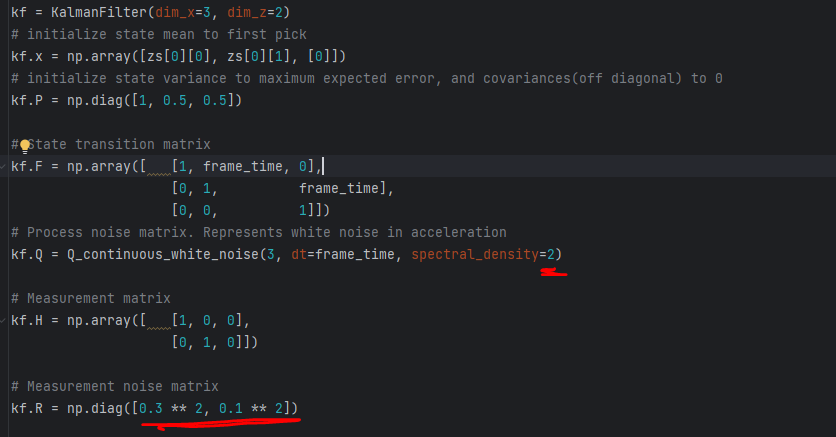 kf = KalmanFilter(dim_x=3, dim_z=2)
# initialize state mean to first pick
kf.x = np.array([zs[0][0], zs[0][1], [0]])
# initialize state variance to maximum expected error, and covariances(off diagonal) to 0
kf.P = np.diag([1, 0.5, 0.5])
# State transition matrix
kf.F = np.array([   [1, frame_time, 0],
[0, 1,          frame_time],
[0, 0,          1]])
# Process noise matrix. Represents white noise in acceleration
kf.Q = Q_continuous_white_noise(3, dt=frame_time, spectral_density=2)
# Measurement matrix
kf.H = np.array([   [1, 0, 0],
[0, 1, 0]])
# Measurement noise matrix
kf.R = np.diag([0.3 ** 2, 0.1 ** 2])